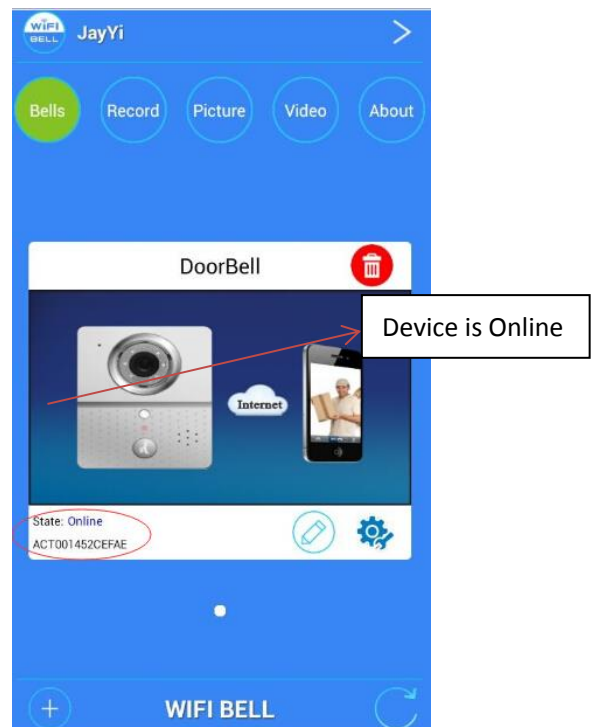 WiFi
BELL
JayYi
Bells
Record
Picture
Video
About
DoorBell
Device is Online
Internet
State: Online
ACT001452CEFAE
WIFI BELL